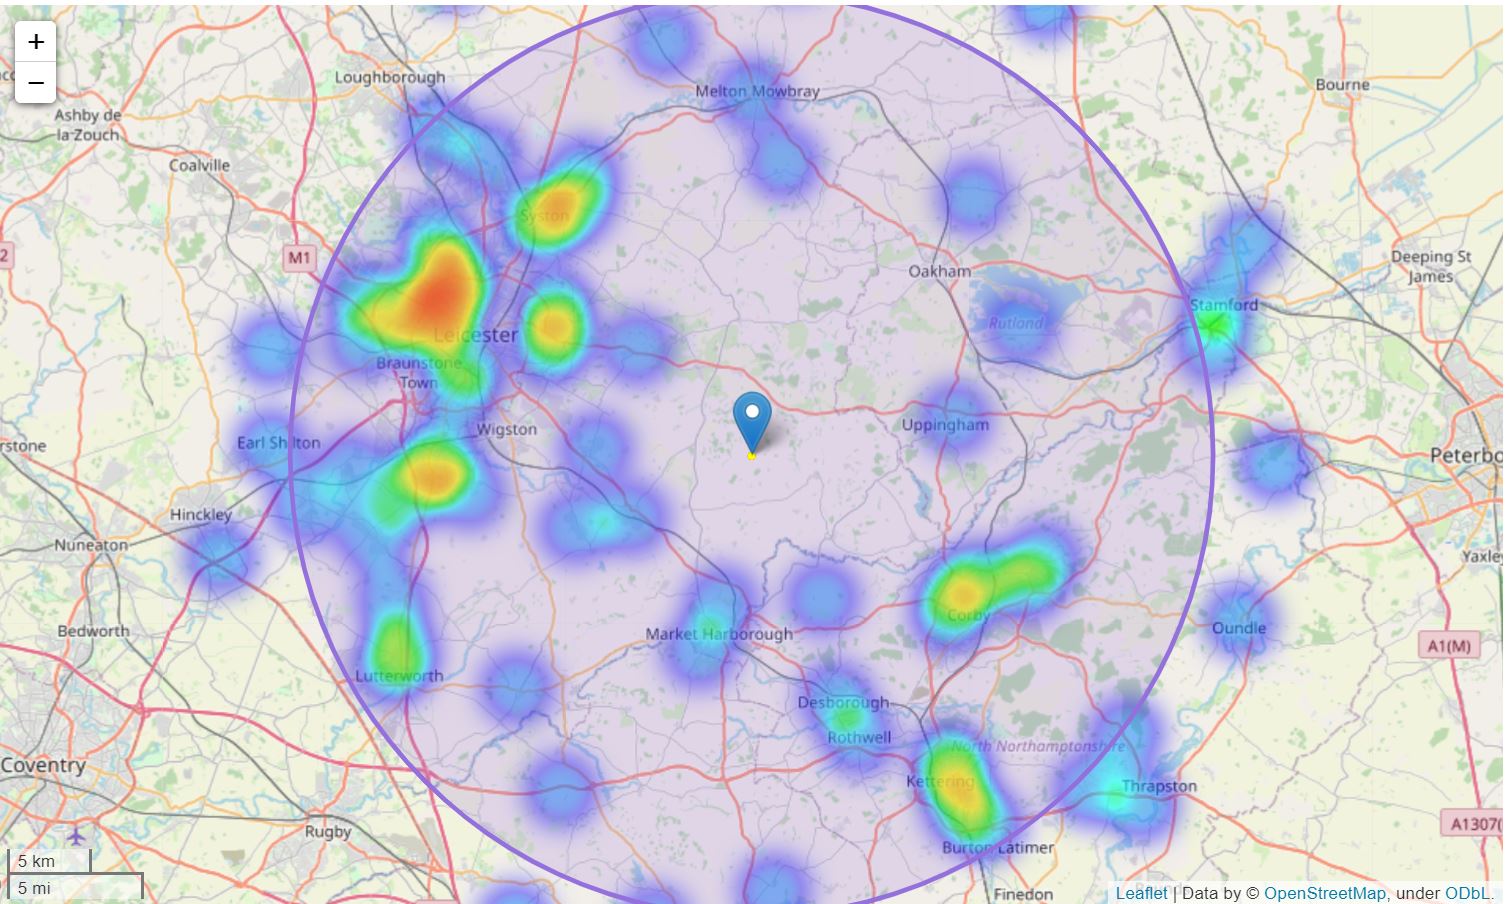 +
−
Loughborough
Melton Mowbray
Bourne
Ashby de
la-Zouch
Coalville
Syston
M1
2
Oakham
Deeping St
James
Rutland
Stamford
Leicester
Braunstone
Town
Wigston
Uppingham
Earl Shilton
rstone
Peterbo
Hinckley
Nuneaton
Yaxley
Corby
Oundle
Bedworth
Market Harborough
A1(M)
Lutterworth
Desborough
Rothwell
North Northamptonshire
Coventry
Kettering
Thrapston
Rugby
A1307(
Burton Latimer
5 km
5 mi
Finedon
Leaflet | Data by © OpenStreetMap, under ODbL.